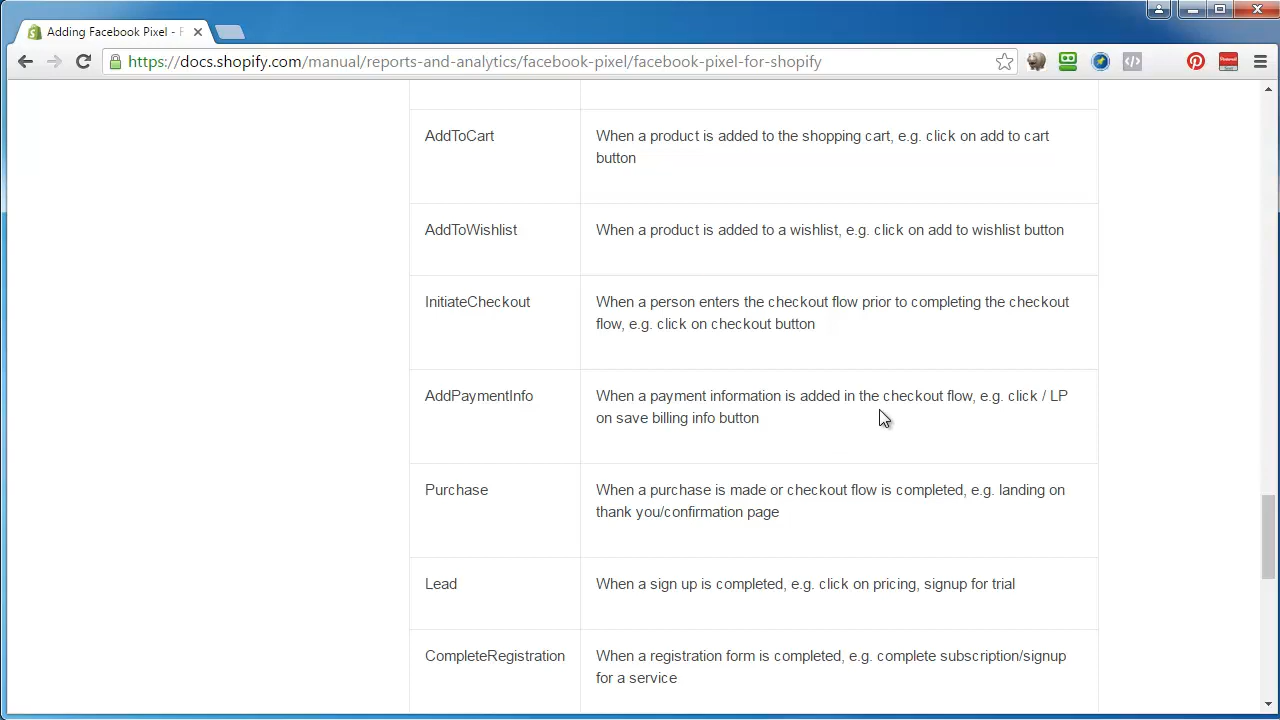 Adding Facebook Pixel - F
https://docs.shopify.com/manual/reports-and-analytics/facebook-pixel/facebook-pixel-for-shopify
AddToCart
When a product is added to the shopping cart, e.g. click on add to cart
button
AddToWishlist
When a product is added to a wishlist, e.g. click on add to wishlist button
InitiateCheckout
When a person enters the checkout flow prior to completing the checkout
flow, e.g. click on checkout button
AddPaymentInfo
When a payment information is added in the checkout flow, e.g. click / LP
on save billing info button
Purchase
When a purchase is made or checkout flow is completed, e.g. landing on
thank you/confirmation page
Lead
When a sign up is completed, e.g. click on pricing, signup for trial
CompleteRegistration
When a registration form is completed, e.g. complete subscription/signup
for a service